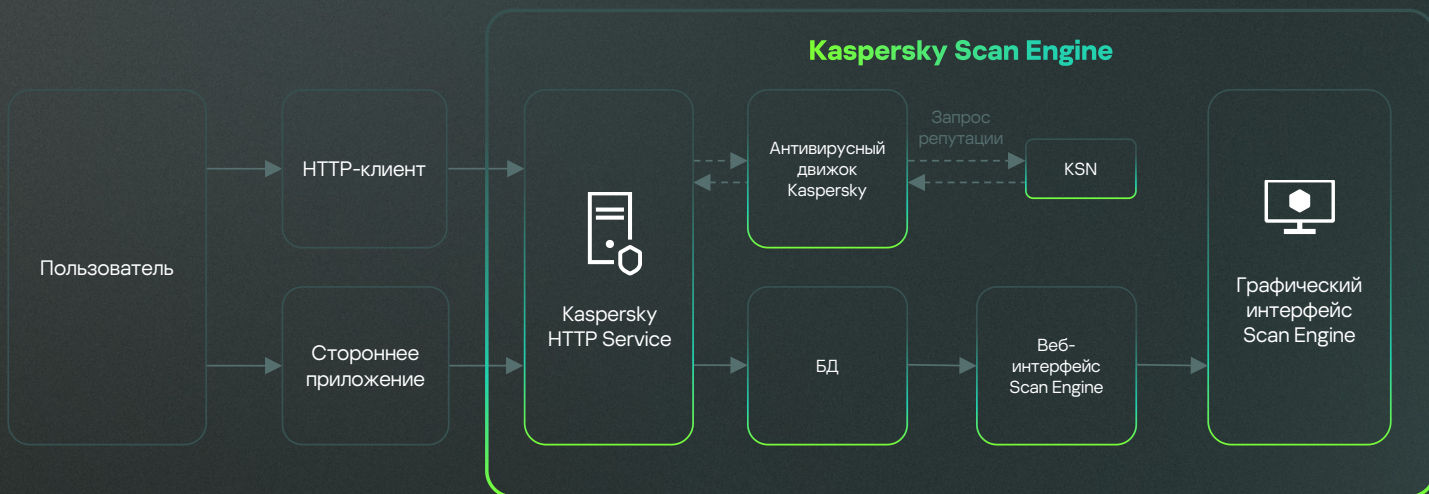 Kaspersky Scan Engine
Пользователь
HTTP-клиент
Стороннее
приложение
Kaspersky
HTTP Service
Антивирусный
движок
Kaspersky
Запрос
репутации
KSN
БД
Веб-
интерфейс
Scan Engine
Графический
интерфейс
Scan Engine